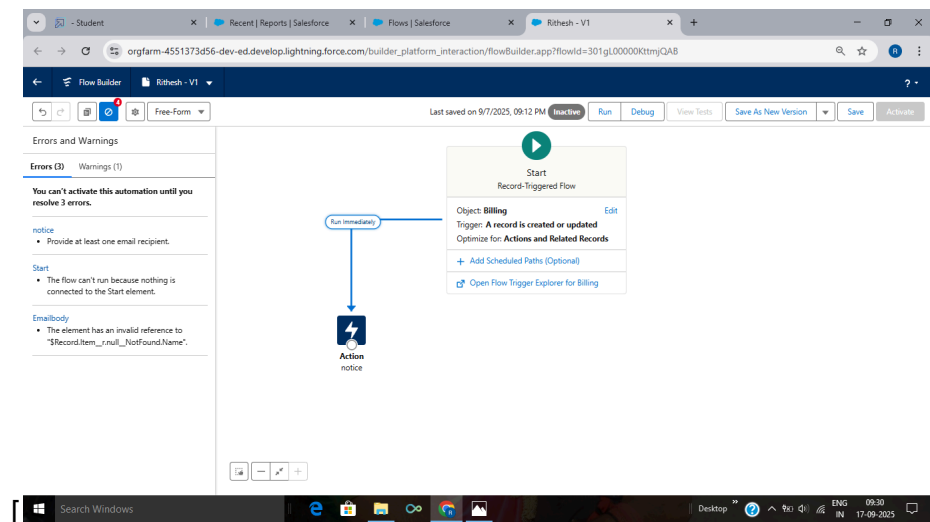 - Student
Recent | Reports | Salesforce
Flows | Salesforce
Rithesh - V1
orgfarm-4551373d56-dev-ed.develop.lightning.force.com/builder_platform_interaction/flowBuilder.app?flowId=301gL00000KttmjQAB
R
Flow Builder
Rithesh - V1
?
4
Free-Form
Last saved on 9/7/2025, 09:12 PM
Inactive
Run
Debug
View Tests
Save As New Version
Save
Activate
Errors and Warnings
Errors (3)
Warnings (1)
You can't activate this automation until you
resolve 3 errors.
notice
• Provide at least one email recipient.
Start
• The flow can't run because nothing is
connected to the Start element.
Emailbody
• The element has an invalid reference to
"$Record.Item__r.null__NotFound.Name".
Start
Record-Triggered Flow
Object: Billing
Edit
Trigger: A record is created or updated
Optimize for: Actions and Related Records
+ Add Scheduled Paths (Optional)
Open Flow Trigger Explorer for Billing
Run immediately
Action
notice
Search Windows
Desktop
ENG
IN
09:30
17-09-2025